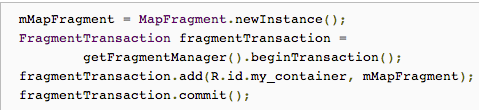 mMapFragment = MapFragment.newInstance();
FragmentTransaction fragmentTransaction =
getFragmentManager().beginTransaction();
fragmentTransaction.add(R.id.my_container, mMapFragment);
fragmentTransaction.commit();